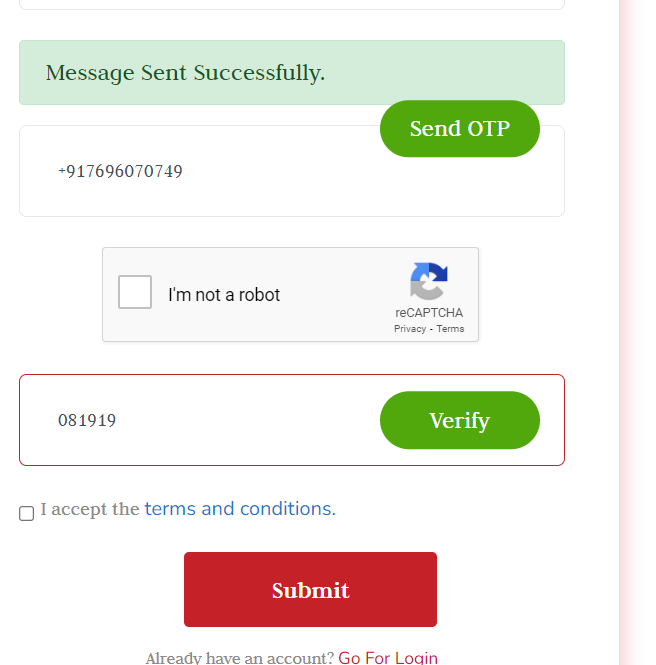 Message Sent Successfully.
Send OTP
+917696070749
I'm not a robot
reCAPTCHA
Privacy - Terms
081919
Verify
I accept the terms and conditions.
Submit
Already have an account? Go For Login